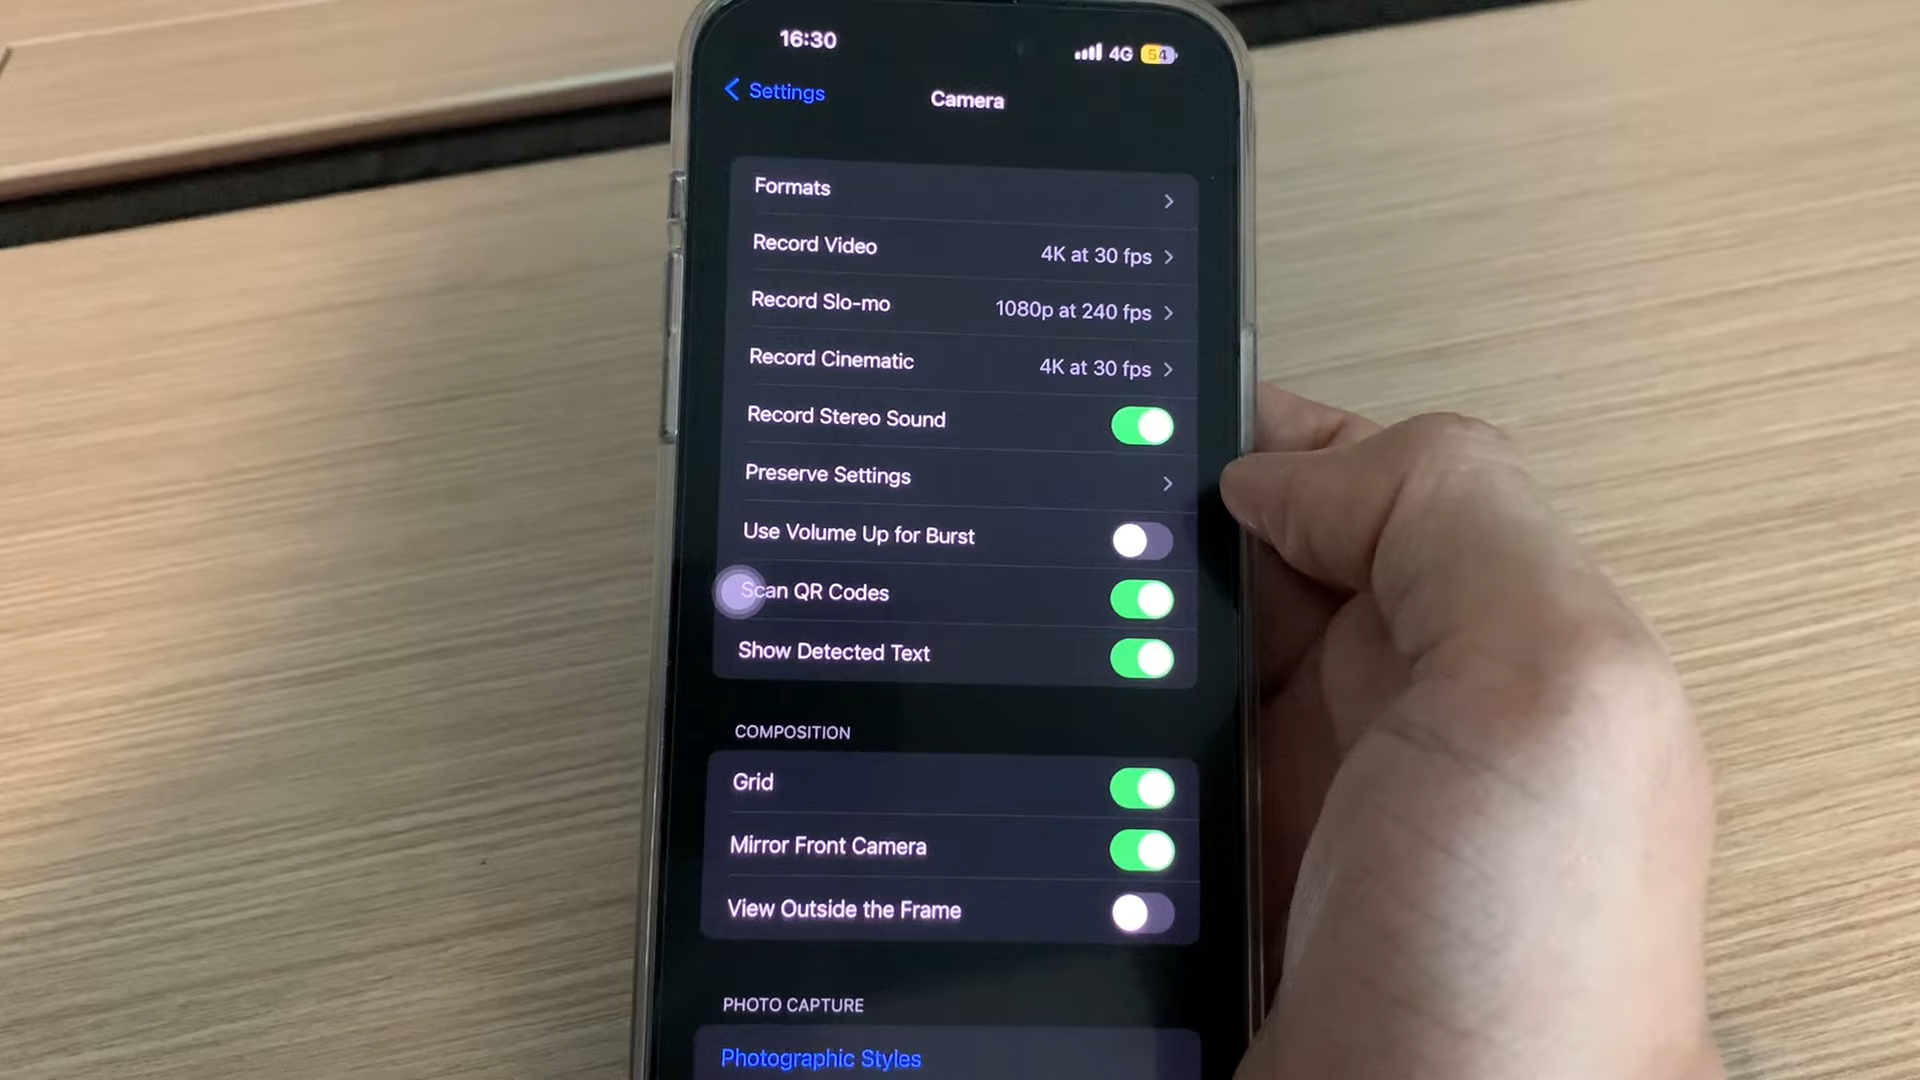 16:30
4G 54
Settings
Camera
Formats
Record Video 4K at 30 fps
Record Slo-mo 1080p at 240 fps
Record Cinematic 4K at 30 fps
Record Stereo Sound
Preserve Settings
Use Volume Up for Burst
Scan QR Codes
Show Detected Text
COMPOSITION
Grid
Mirror Front Camera
View Outside the Frame
PHOTO CAPTURE
Photographic Styles